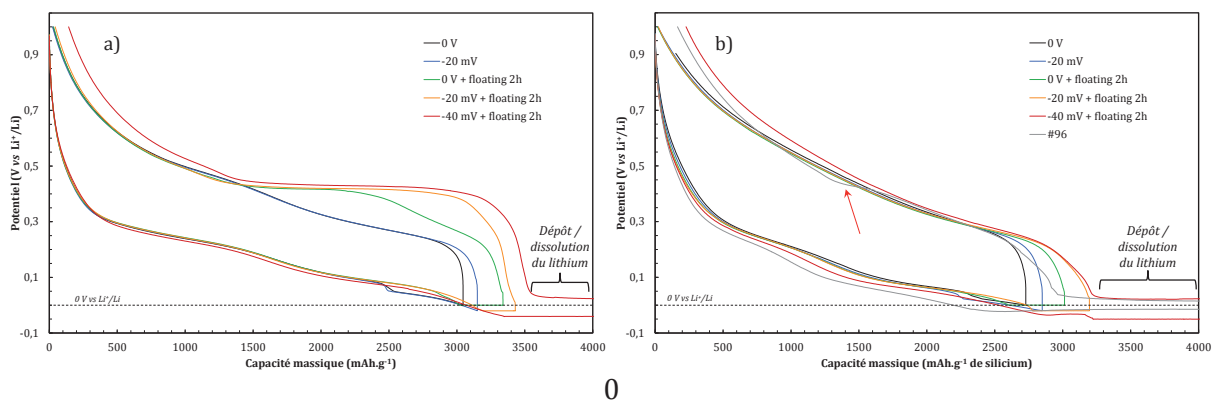 a)
0 V
-20 mV
0 V + floating 2h
-20 mV + floating 2h
-40 mV + floating 2h
Potentiel (V vs Li⁺/Li)
0,9
0,7
0,5
0,3
0,1
-0,1
Dépôt /
dissolution
du lithium
0 V vs Li⁺/Li
0 500 1000 1500 2000 2500 3000 3500 4000
Capacité massique (mAh.g⁻¹)
b)
0 V
-20 mV
0 V + floating 2h
-20 mV + floating 2h
-40 mV + floating 2h
#96
Potentiel (V vs Li⁺/Li)
0,9
0,7
0,5
0,3
0,1
-0,1
Dépôt /
dissolution
du lithium
0 V vs Li⁺/Li
0 500 1000 1500 2000 2500 3000 3500 4000
Capacité massique (mAh.g⁻¹ de silicium)
0